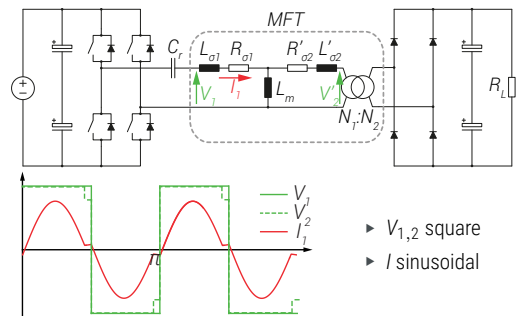 MFT
C_r L_σ1 R_σ1 R'_σ2 L'_σ2
V_1 I_1 L_m V'_2 R_L
N_1:N_2
V_1
V_2
I_1
π
▸ V_1,2 square
▸ I sinusoidal